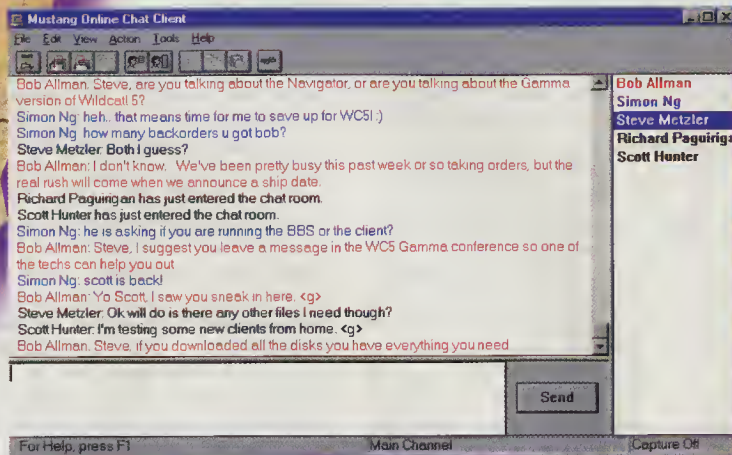 Mustang Online Chat Client
File Edit View Action Tools Help
Bob Allman: Steve, are you talking about the Navigator, or are you talking about the Gamma
version of Wildcat! 5?
Simon Ng: heh.. that means time for me to save up for WC5! :)
Simon Ng: how many backorders u got bob?
Steve Metzler: Both I guess?
Bob Allman: I don't know. We've been pretty busy this past week or so taking orders, but the
real rush will come when we announce a ship date.
Richard Paguirigan has just entered the chat room.
Scott Hunter has just entered the chat room.
Simon Ng: he is asking if you are running the BBS or the client?
Bob Allman: Steve, I suggest you leave a message in the WC5 Gamma conference so one of
the techs can help you out
Simon Ng: scott is back!
Bob Allman: Yo Scott, I saw you sneak in here. <g>
Steve Metzler: Ok will do is there any other files I need though?
Scott Hunter: I'm testing some new clients from home. <g>
Bob Allman: Steve, if you downloaded all the disks you have everything you need
Bob Allman
Simon Ng
Steve Metzler
Richard Paguiriga
Scott Hunter
Send
For Help, press F1 Main Channel Capture Off